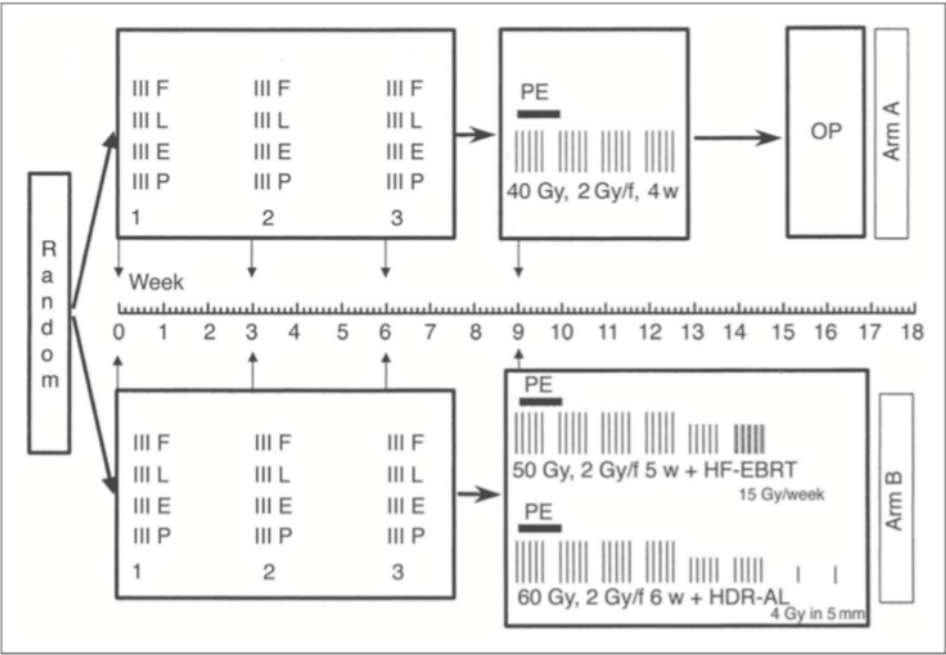 Random
III F III F III F
III L III L III L
III E III E III E
III P III P III P
1 2 3
PE
40 Gy, 2 Gy/f, 4 w
OP
Arm A
Week
0 1 2 3 4 5 6 7 8 9 10 11 12 13 14 15 16 17 18
III F III F III F
III L III L III L
III E III E III E
III P III P III P
1 2 3
PE
50 Gy, 2 Gy/f 5 w + HF-EBRT
15 Gy/week
PE
60 Gy, 2 Gy/f 6 w + HDR-AL
4 Gy in 5 mm
Arm B